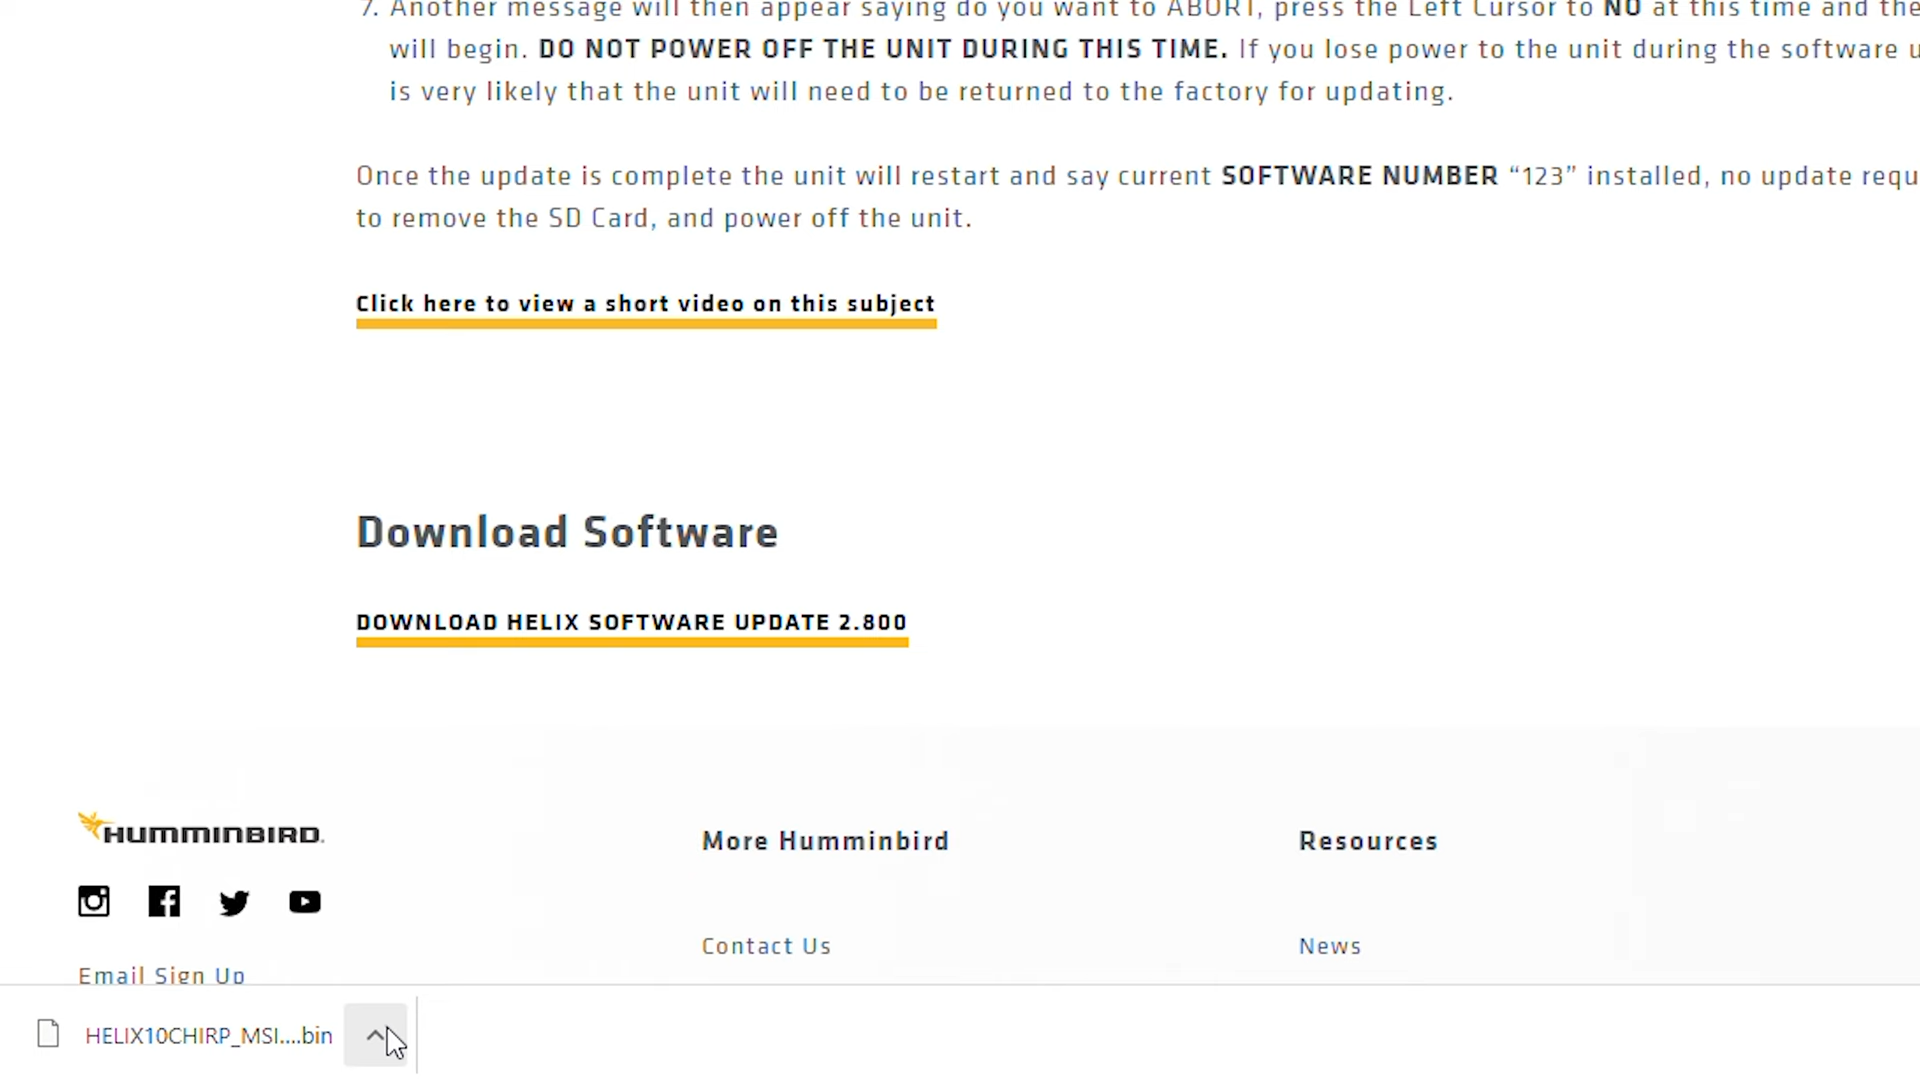 7. Another message will then appear saying do you want to ABORT, press the Left Cursor to NO at this time and the
will begin. DO NOT POWER OFF THE UNIT DURING THIS TIME. If you lose power to the unit during the software u
is very likely that the unit will need to be returned to the factory for updating.
Once the update is complete the unit will restart and say current SOFTWARE NUMBER “123” installed, no update requ
to remove the SD Card, and power off the unit.
Click here to view a short video on this subject
Download Software
DOWNLOAD HELIX SOFTWARE UPDATE 2.800
HUMMINBIRD.
More Humminbird
Resources
Contact Us
News
Email Sign Up
HELIX10CHIRP_MSI....bin